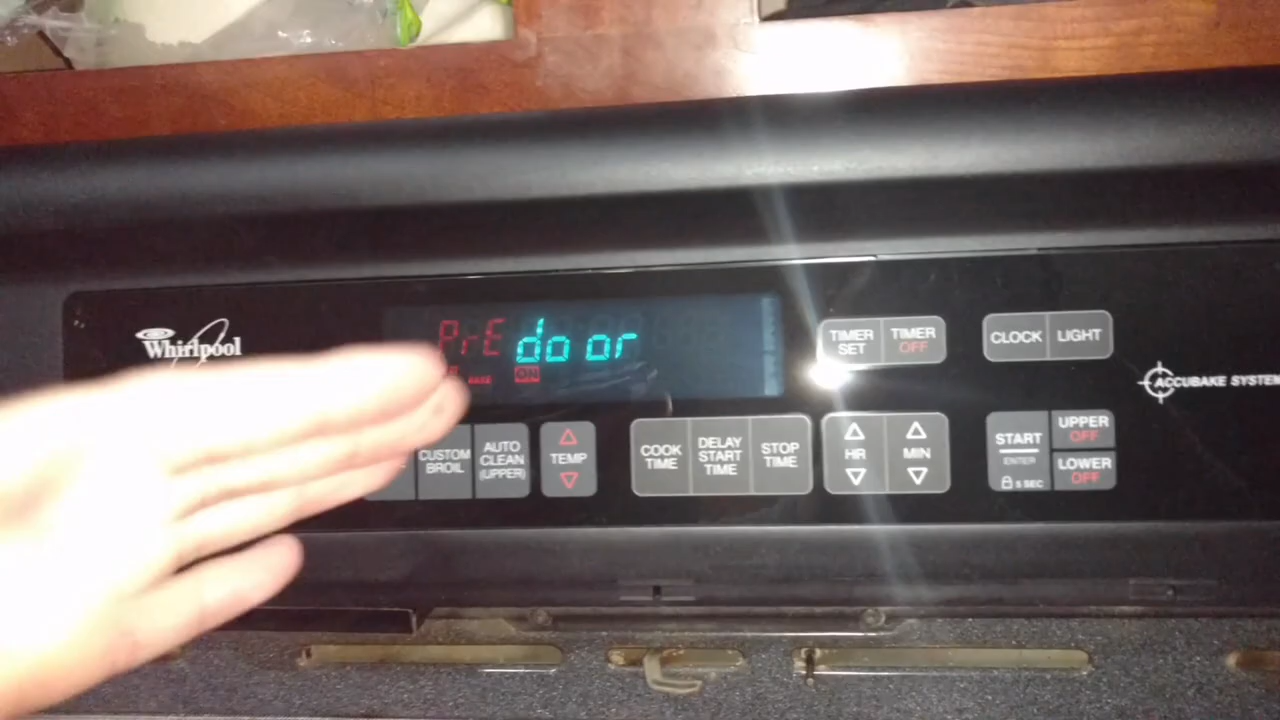 Whirlpool
PrE door
BAKE ON
TIMER SET
TIMER OFF
CLOCK
LIGHT
ACCUBAKE SYSTEM
CUSTOM BROIL
AUTO CLEAN (UPPER)
TEMP
COOK TIME
DELAY START TIME
STOP TIME
HR
MIN
START
ENTER
5 SEC
UPPER OFF
LOWER OFF